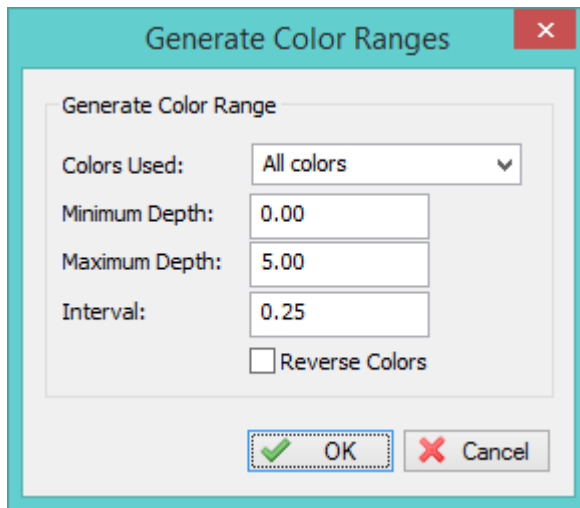 Generate Color Ranges
Generate Color Range
Colors Used: All colors
Minimum Depth: 0.00
Maximum Depth: 5.00
Interval: 0.25
Reverse Colors
OK Cancel